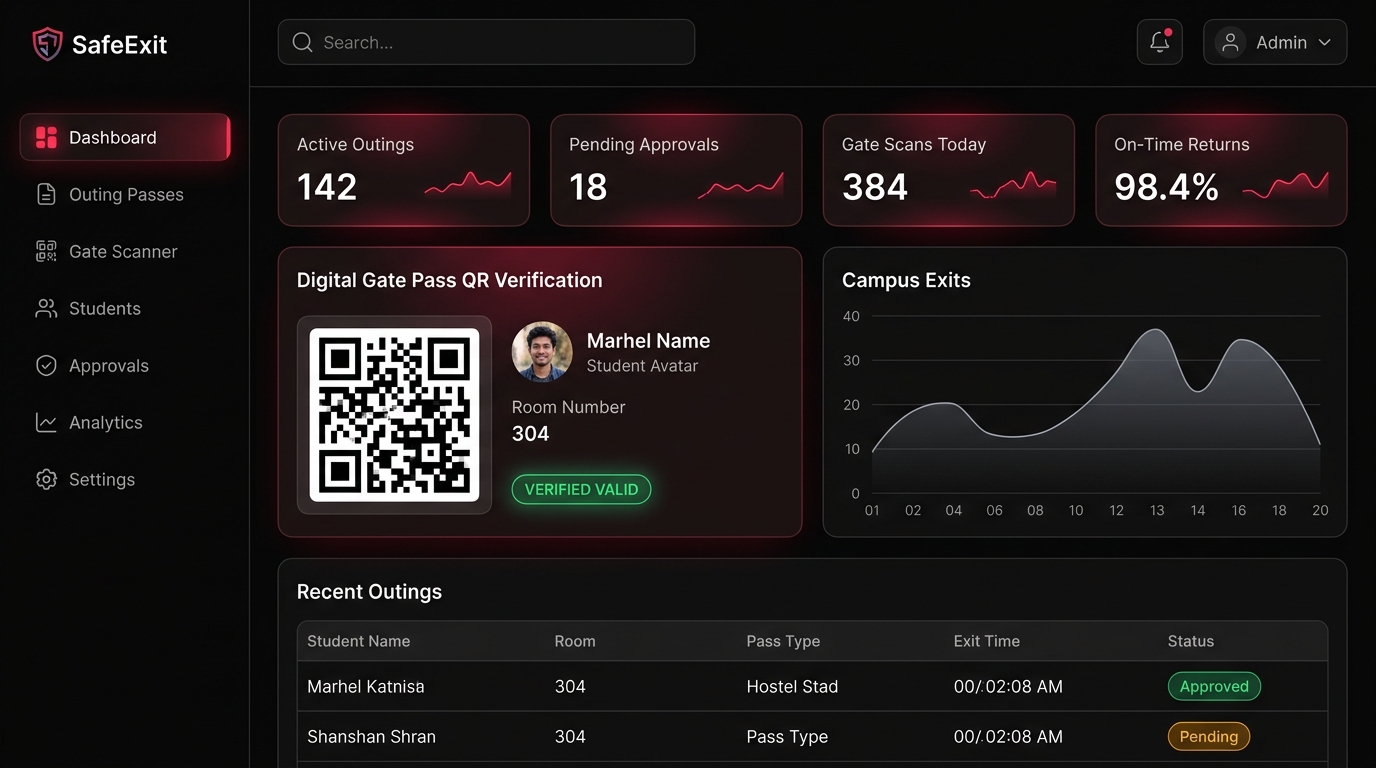 SafeExit
Search...
Admin
Dashboard
Outing Passes
Gate Scanner
Students
Approvals
Analytics
Settings
Active Outings
142
Pending Approvals
18
Gate Scans Today
384
On-Time Returns
98.4%
Digital Gate Pass QR Verification
Marhel Name
Student Avatar
Room Number
304
VERIFIED VALID
Campus Exits
40
30
20
10
0
01 02 04 06 08 10 12 13 14 16 18 20
Recent Outings
Student Name Room Pass Type Exit Time Status
Marhel Katnisa 304 Hostel Stad 00/.02:08 AM Approved
Shanshan Shran 304 Pass Type 00/.02:08 AM Pending